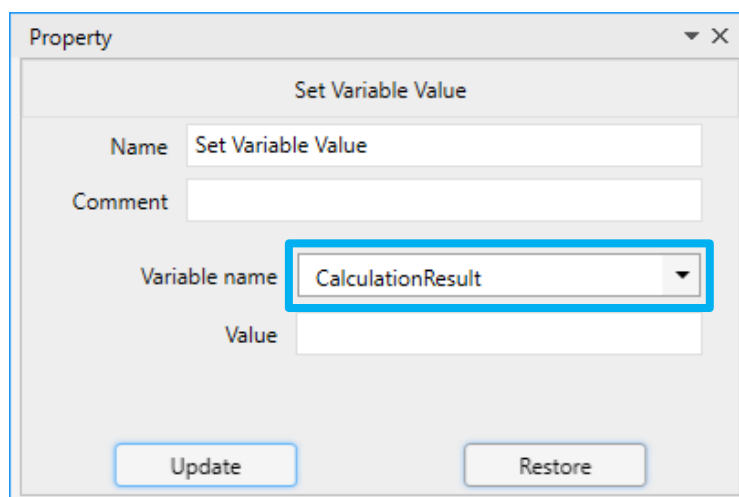 Property
Set Variable Value
Name Set Variable Value
Comment
Variable name CalculationResult
Value
Update Restore